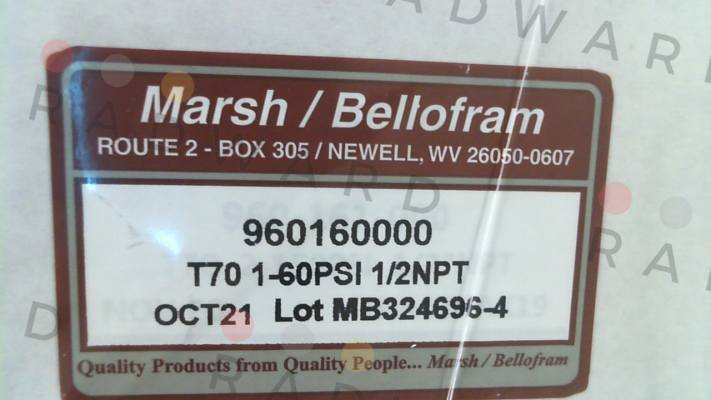 Marsh / Bellofram
ROUTE 2 - BOX 305 / NEWELL, WV 26050-0607
960160000
T70 1-60PSI 1/2NPT
OCT21 Lot MB324696-4
Quality Products from Quality People... Marsh / Bellofram
RADWARD